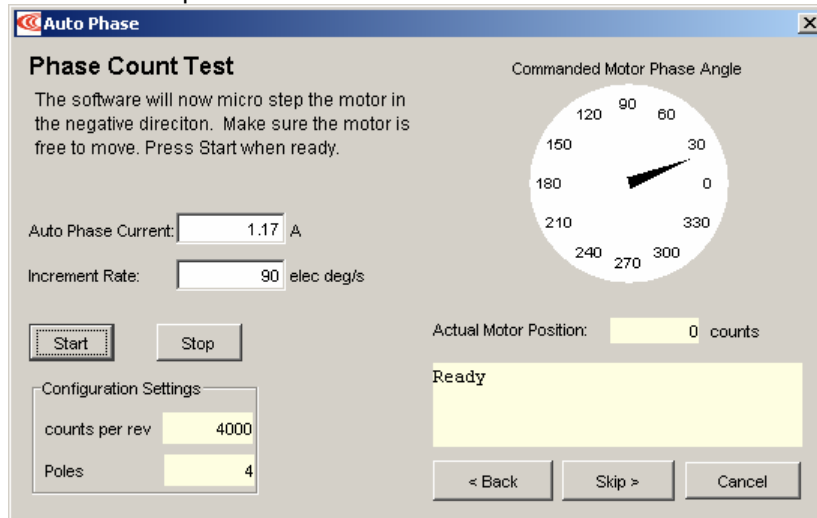 Auto Phase
Phase Count Test
The software will now micro step the motor in
the negative direciton. Make sure the motor is
free to move. Press Start when ready.
Auto Phase Current: 1.17 A
Increment Rate: 90 elec deg/s
Start Stop
Configuration Settings
counts per rev 4000
Poles 4
Commanded Motor Phase Angle
90
120 60
150 30
180 0
210 330
240 300
270
Actual Motor Position: 0 counts
Ready
< Back Skip > Cancel